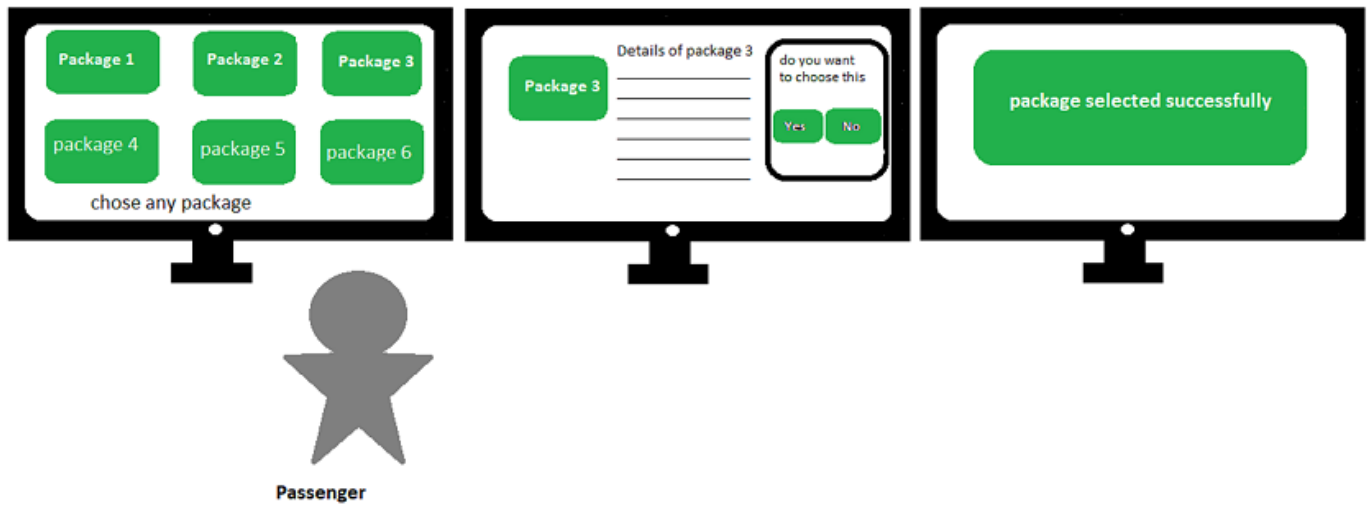 Package 1
Package 2
Package 3
package 4
package 5
package 6
chose any package
Package 3
Details of package 3
do you want
to choose this
Yes
No
package selected successfully
Passenger